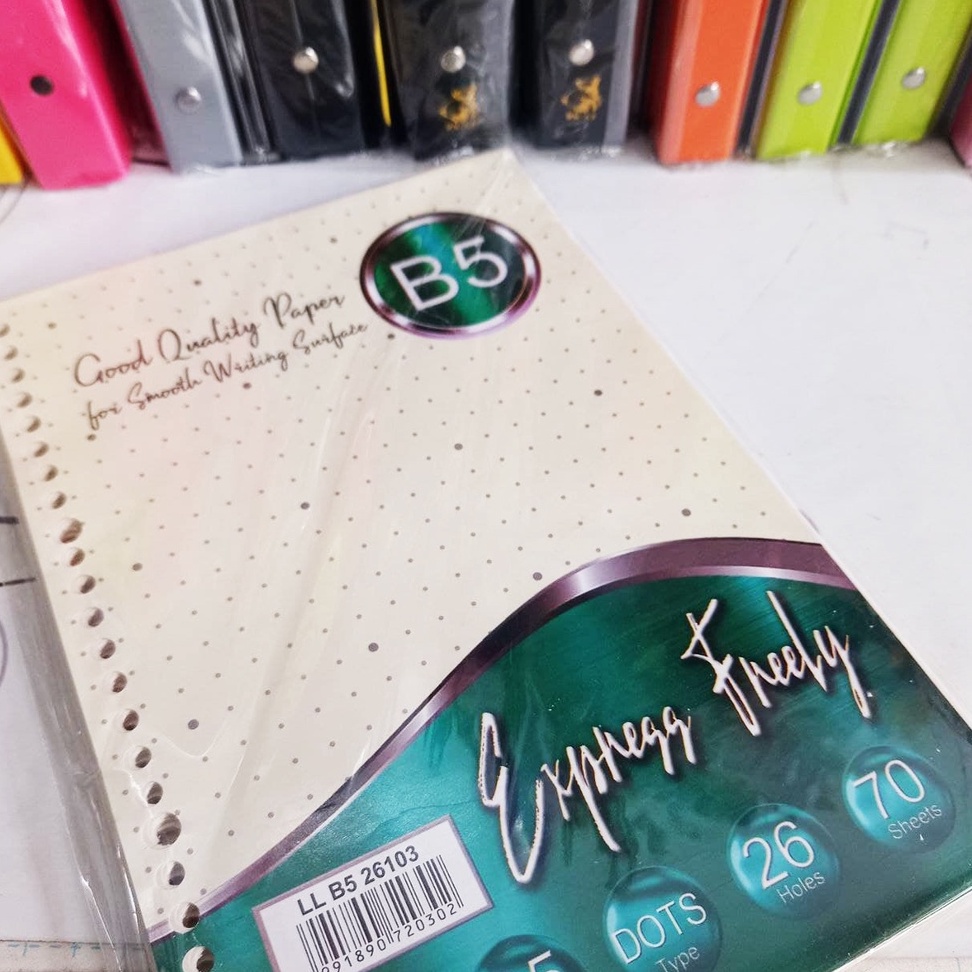 B5
Good Quality Paper
for Smooth Writing Surface
Express Freely
70
Sheets
26
Holes
DOTS
Type
5
LL B5 26103